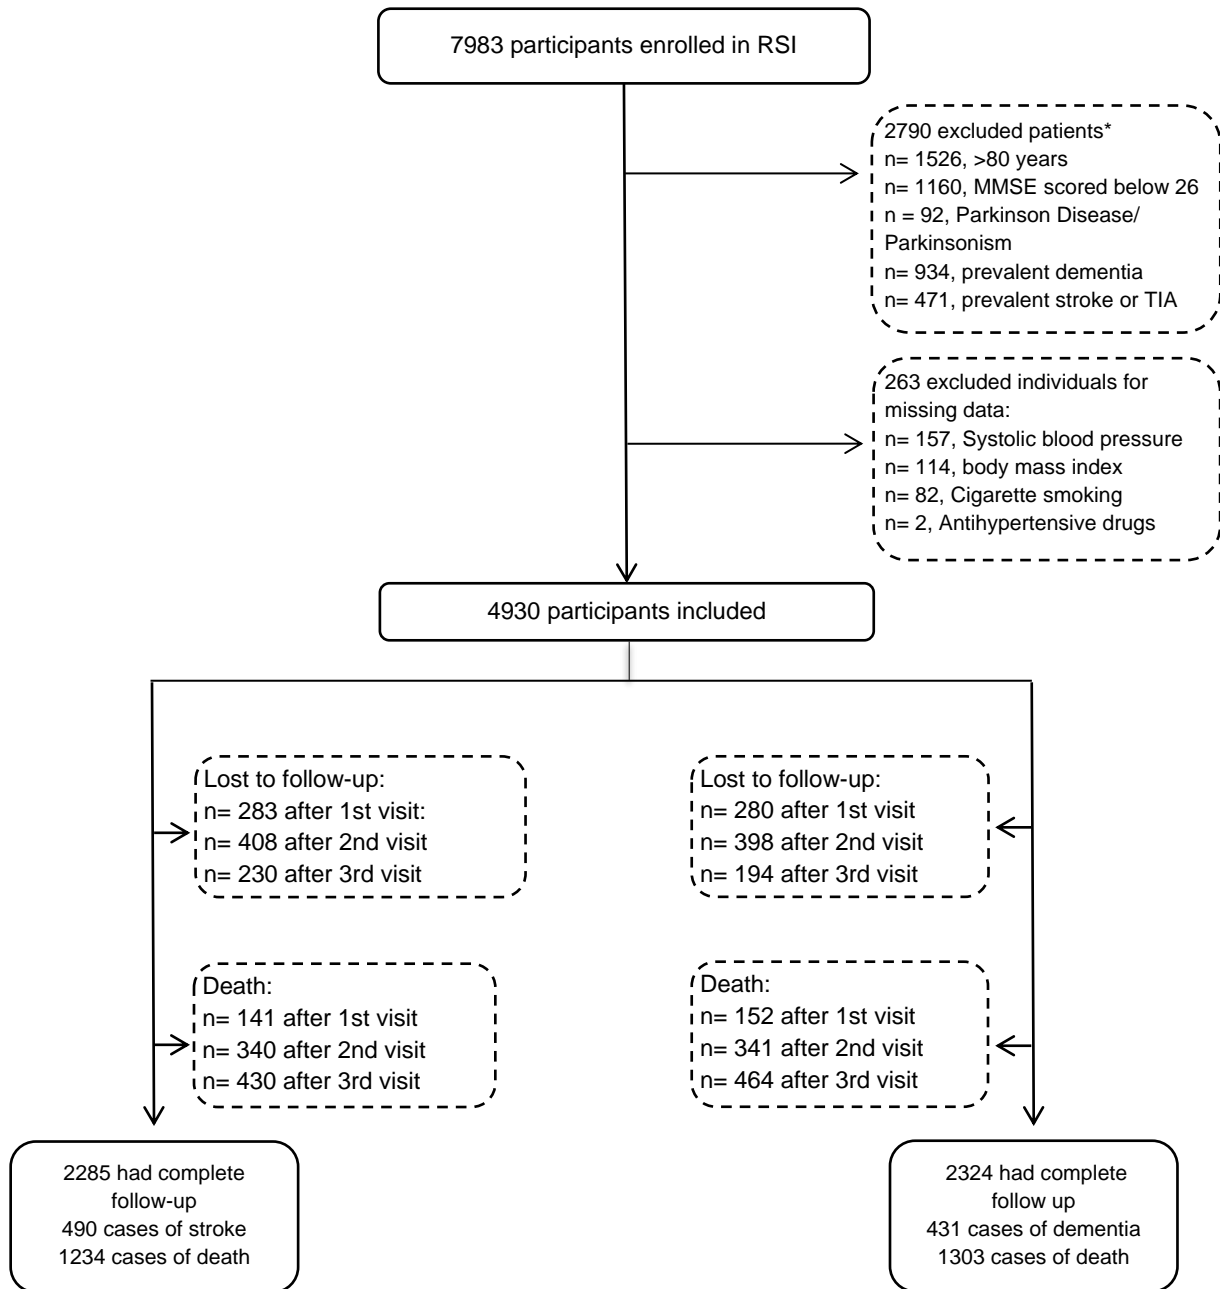 7983 participants enrolled in RSI
2790 excluded patients*
n= 1526, >80 years
n= 1160, MMSE scored below 26
n = 92, Parkinson Disease/
Parkinsonism
n= 934, prevalent dementia
n= 471, prevalent stroke or TIA
263 excluded individuals for
missing data:
n= 157, Systolic blood pressure
n= 114, body mass index
n= 82, Cigarette smoking
n= 2, Antihypertensive drugs
4930 participants included
Lost to follow-up:
n= 283 after 1st visit:
n= 408 after 2nd visit
n= 230 after 3rd visit
Lost to follow-up:
n= 280 after 1st visit
n= 398 after 2nd visit
n= 194 after 3rd visit
Death:
n= 141 after 1st visit
n= 340 after 2nd visit
n= 430 after 3rd visit
Death:
n= 152 after 1st visit
n= 341 after 2nd visit
n= 464 after 3rd visit
2285 had complete
follow-up
490 cases of stroke
1234 cases of death
2324 had complete
follow up
431 cases of dementia
1303 cases of death